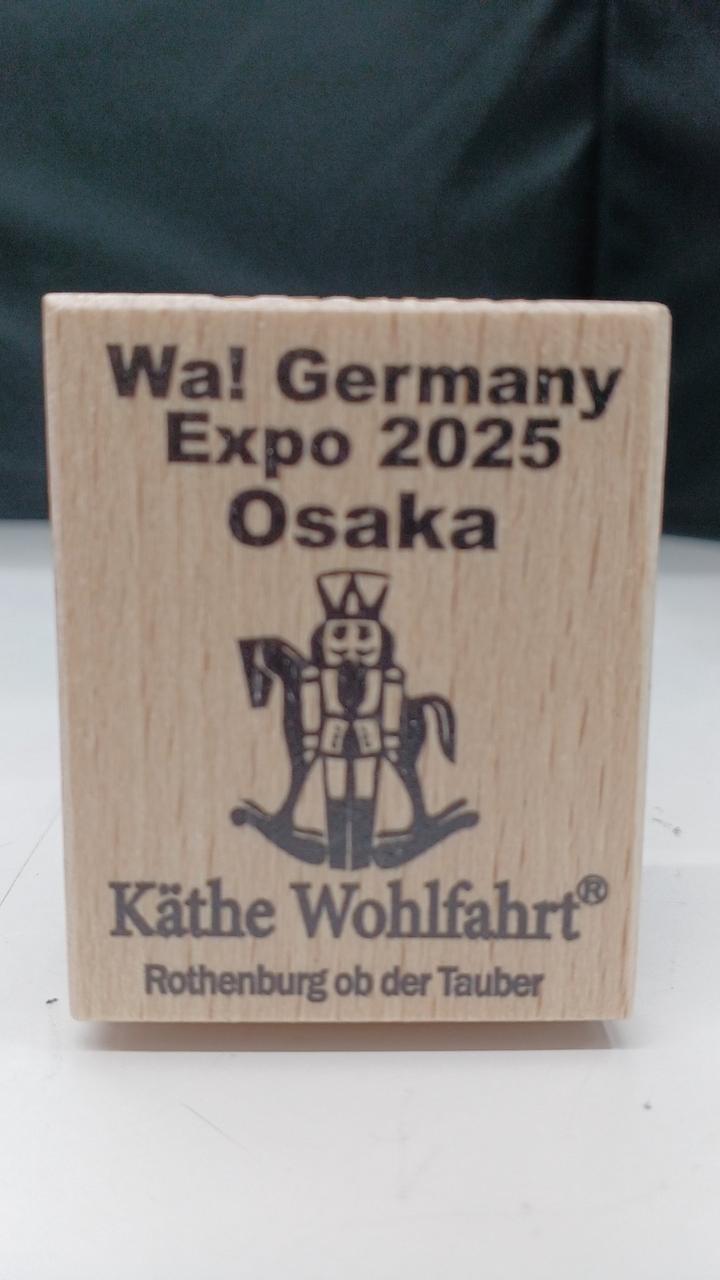 Wa! Germany
Expo 2025
Osaka
Käthe Wohlfahrt®
Rothenburg ob der Tauber